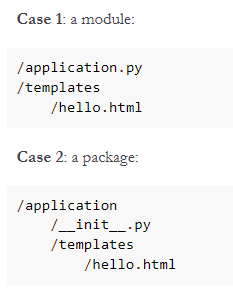 Case 1: a module:
/application.py
/templates
    /hello.html
Case 2: a package:
/application
    /__init__.py
    /templates
        /hello.html